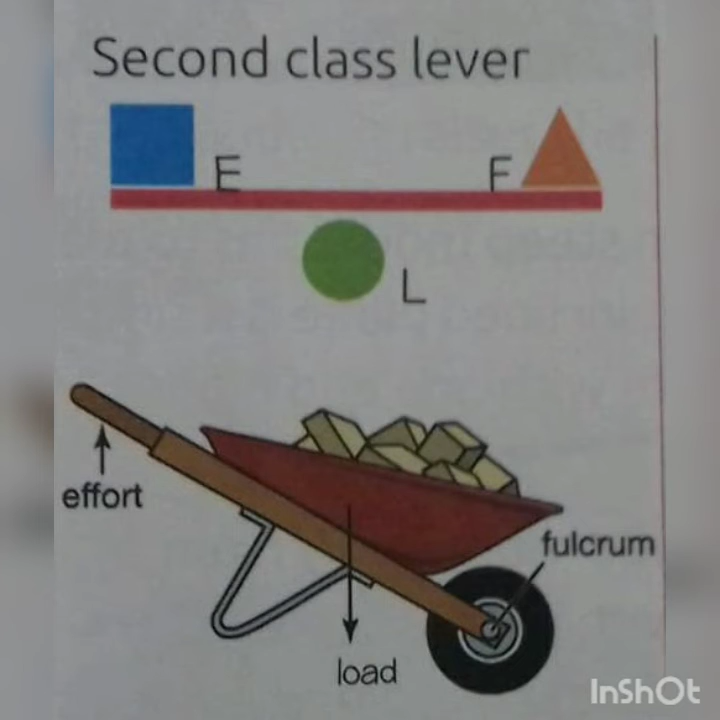 Second class lever
E
F
L
effort
fulcrum
load
InShOt